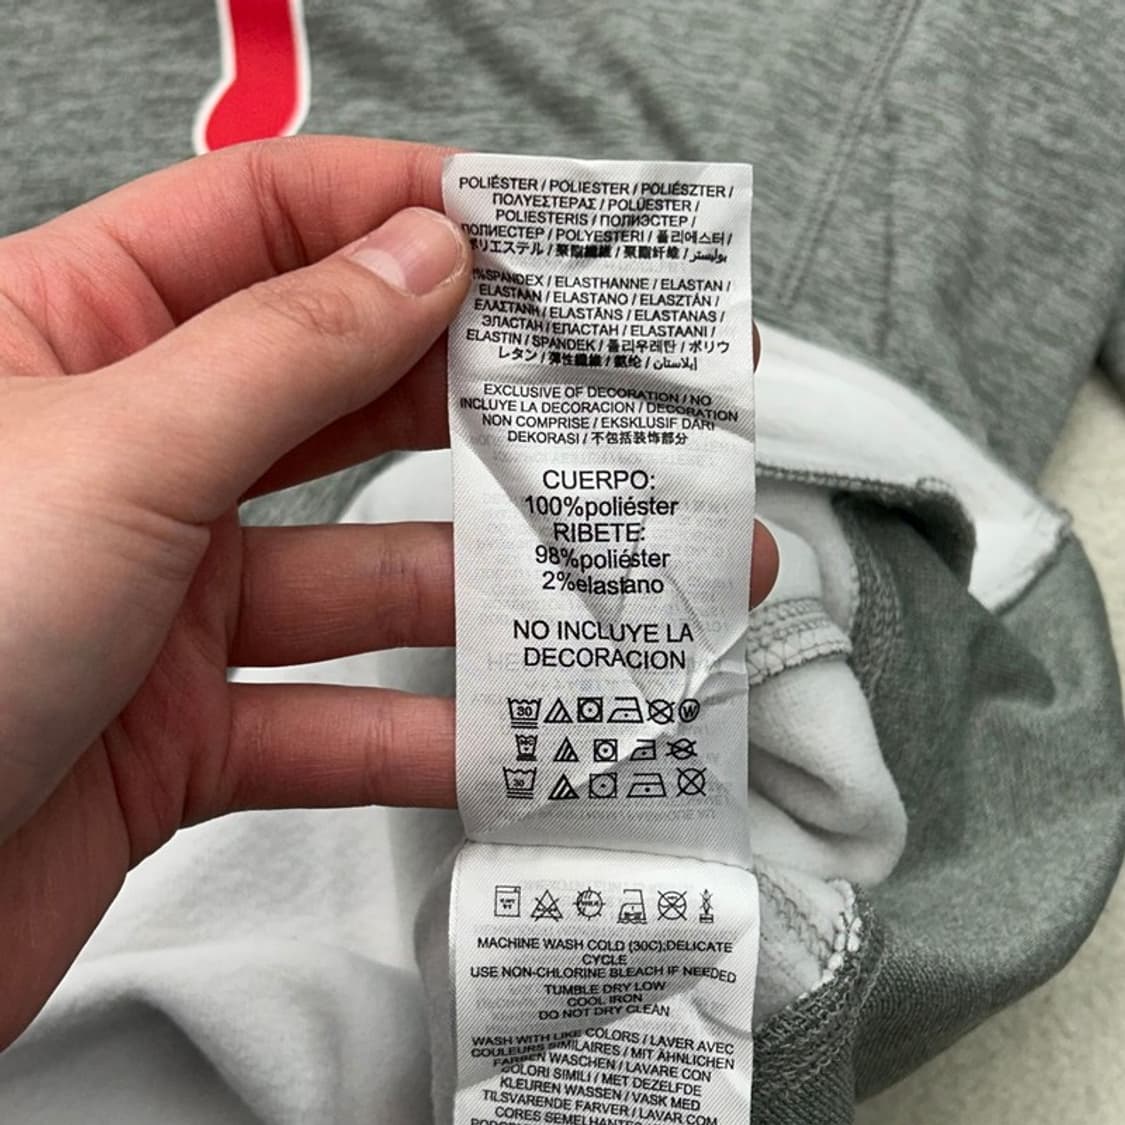 POLIÉSTER / POLIESTER / POLIÉSZTER /
ΠΟΛΥΕΣΤΕΡΑΣ / POLÜESTER /
POLIESTERIS / ПОЛИЭСТЕР /
ПОЛИЕСТЕР / POLYESTERI / 폴리에스터 /
ポリエステル / 聚酯纖維 / 聚酯纤维 / بوليستر
%SPANDEX / ELASTHANNE / ELASTAN /
ELASTAAN / ELASTANO / ELASZTÁN /
ΕΛΑΣΤΑΝΗ / ELASTĀNS / ELASTANAS /
ЭЛАСТАН / ЕЛАСТАН / ELASTAANI /
ELASTIN / SPANDEK / 폴리우레탄 / ポリウ
レタン / 彈性纖維 / 氨纶 / إيلاستان
EXCLUSIVE OF DECORATION / NO
INCLUYE LA DECORACION / DECORATION
NON COMPRISE / EKSKLUSIF DARI
DEKORASI / 不包括装饰部分
CUERPO:
100%poliéster
RIBETE:
98%poliéster
2%elastano
NO INCLUYE LA
DECORACION
30
W
30
MACHINE WASH COLD (30C);DELICATE
CYCLE
USE NON-CHLORINE BLEACH IF NEEDED
TUMBLE DRY LOW
COOL IRON
DO NOT DRY CLEAN
WASH WITH LIKE COLORS / LAVER AVEC
COULEURS SIMILAIRES / MIT ÄHNLICHEN
FARBEN WASCHEN / LAVARE CON
COLORI SIMILI / MET DEZELFDE
KLEUREN WASSEN / VASK MED
TILSVARENDE FARVER / LAVAR COM
CORES SEMELHANTES